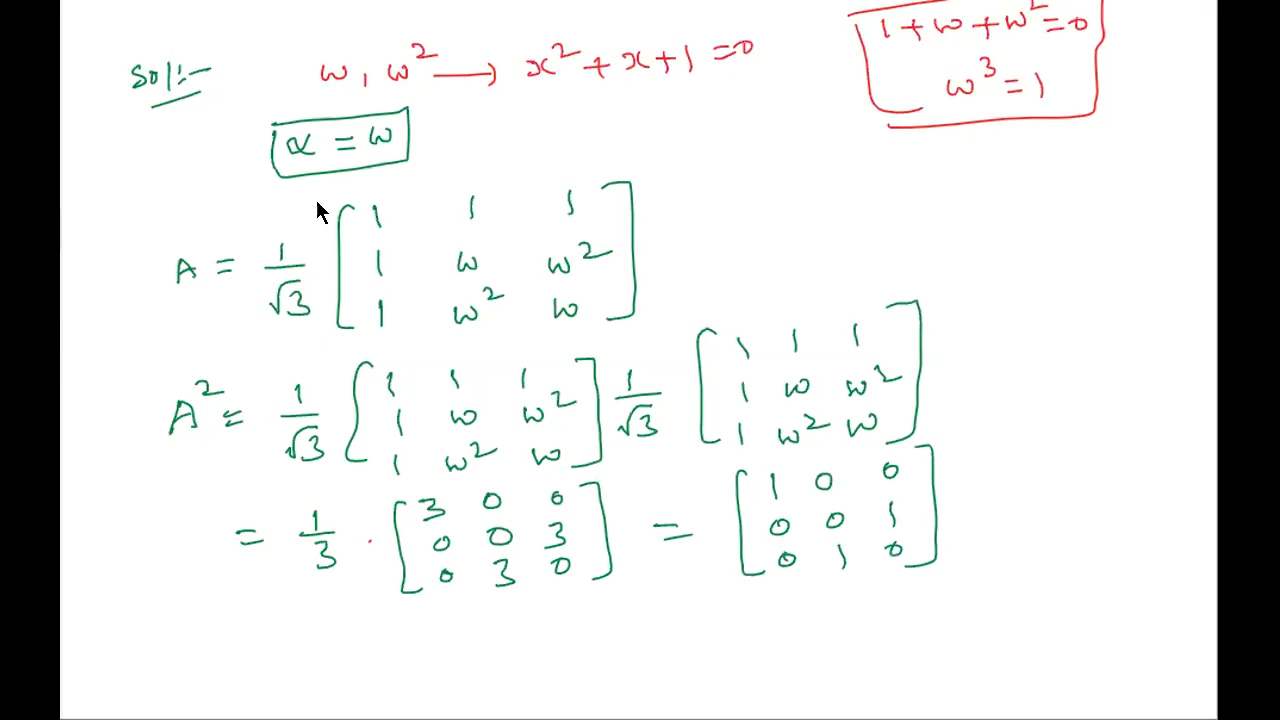 1 + ω + ω² = 0
Sol:- ω, ω² → x² + x + 1 = 0
ω³ = 1
α = ω
A = 1/√3 [1 1 1; 1 ω ω²; 1 ω² ω]
A² = 1/√3 [1 1 1; 1 ω ω²; 1 ω² ω] 1/√3 [1 1 1; 1 ω ω²; 1 ω² ω]
= 1/3 · [3 0 0; 0 0 3; 0 3 0] = [1 0 0; 0 0 1; 0 1 0]